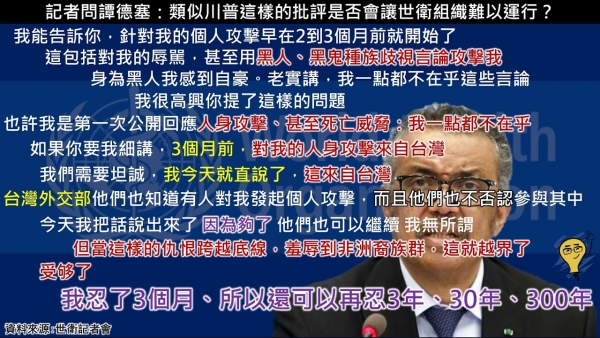 記者問譚德塞：類似川普這樣的批評是否會讓世衛組織難以運行？
我能告訴你，針對我的個人攻擊早在2到3個月前就開始了
這包括對我的辱罵，甚至用黑人、黑鬼種族歧視言論攻擊我
身為黑人我感到自豪。老實講，我一點都不在乎這些言論
我很高興你提了這樣的問題
也許我是第一次公開回應人身攻擊、甚至死亡威脅：我一點都不在乎
如果你要我細講，3個月前，對我的人身攻擊來自台灣
我們需要坦誠，我今天就直說了，這來自台灣
台灣外交部他們也知道有人對我發起個人攻擊，而且他們也不否認參與其中
今天我把話說出來了 因為夠了 他們也可以繼續 我無所謂
但當這樣的仇恨跨越底線，羞辱到非洲裔族群，這就越界了
受夠了
我忍了3個月、所以還可以再忍3年、30年、300年
資料來源:世衛記者會